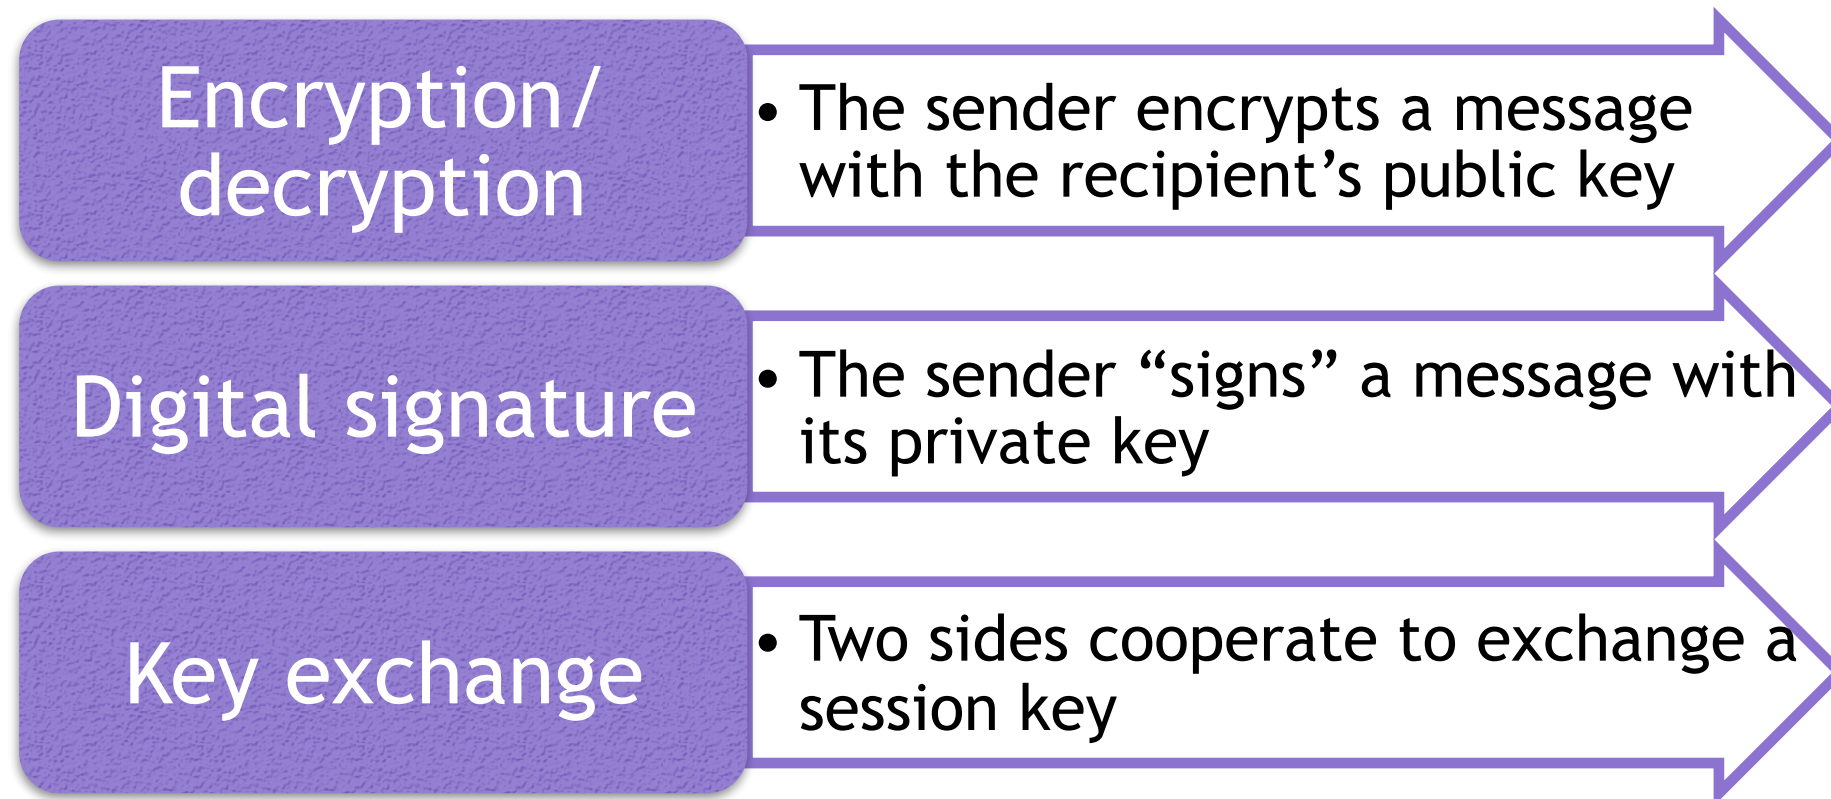 Encryption/
decryption
• The sender encrypts a message
with the recipient’s public key
Digital signature
• The sender “signs” a message with
its private key
Key exchange
• Two sides cooperate to exchange a
session key